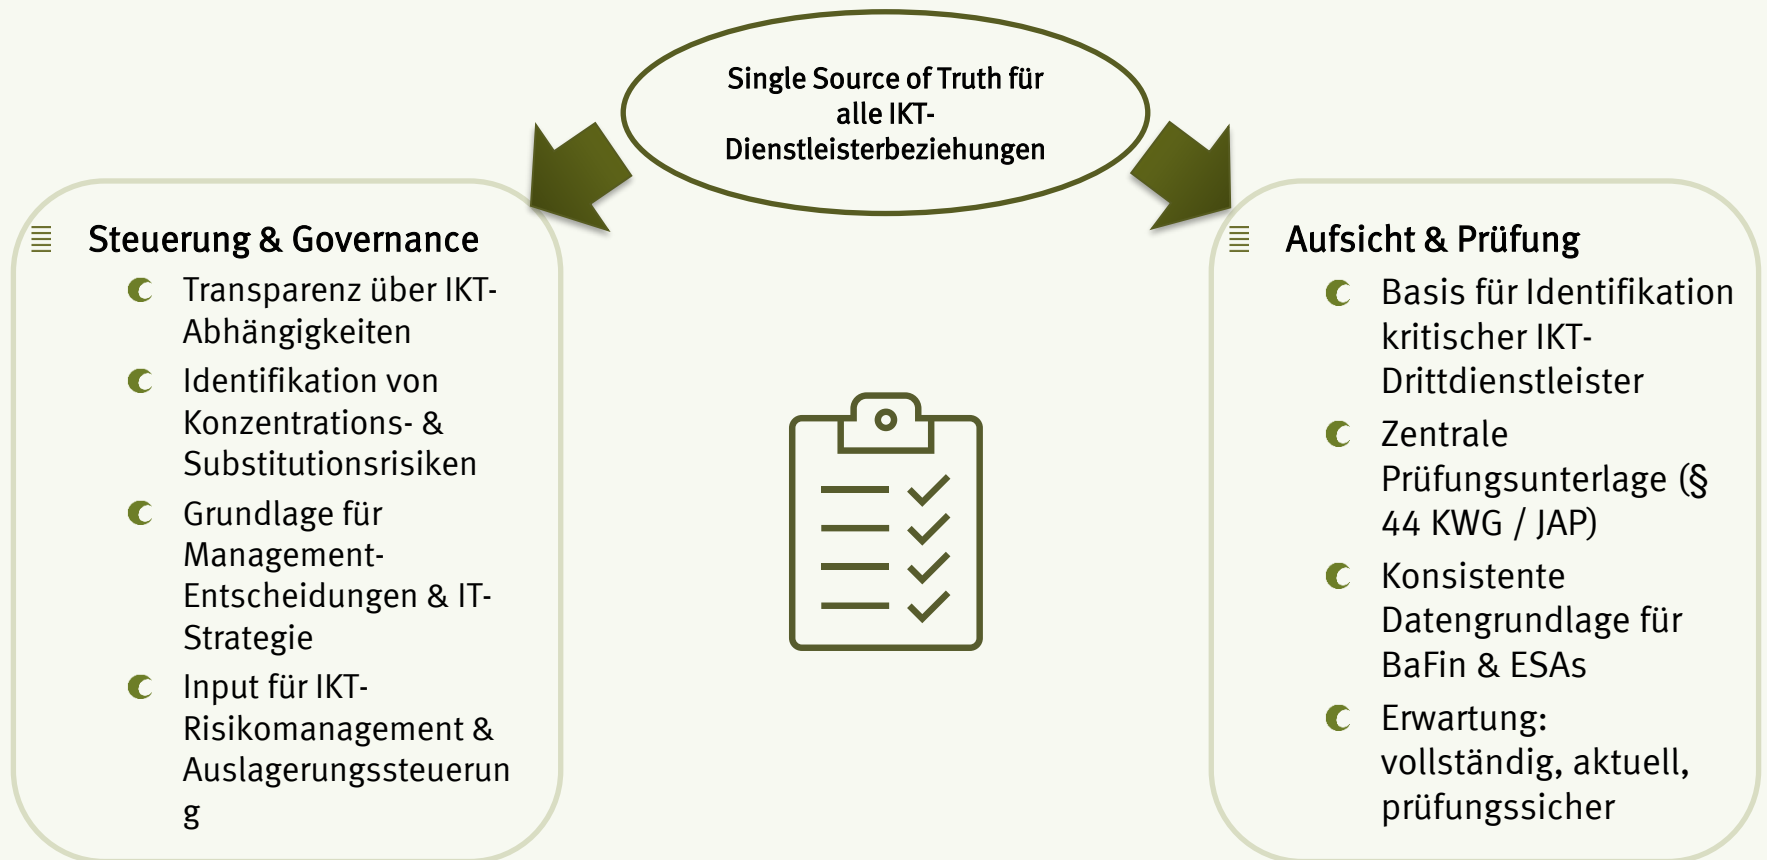 Single Source of Truth für
alle IKT-
Dienstleisterbeziehungen
Steuerung & Governance
Transparenz über IKT-
Abhängigkeiten
Identifikation von
Konzentrations- &
Substitutionsrisiken
Grundlage für
Management-
Entscheidungen & IT-
Strategie
Input für IKT-
Risikomanagement &
Auslagerungssteuerun
g
Aufsicht & Prüfung
Basis für Identifikation
kritischer IKT-
Drittdienstleister
Zentrale
Prüfungsunterlage (§
44 KWG / JAP)
Konsistente
Datengrundlage für
BaFin & ESAs
Erwartung:
vollständig, aktuell,
prüfungssicher